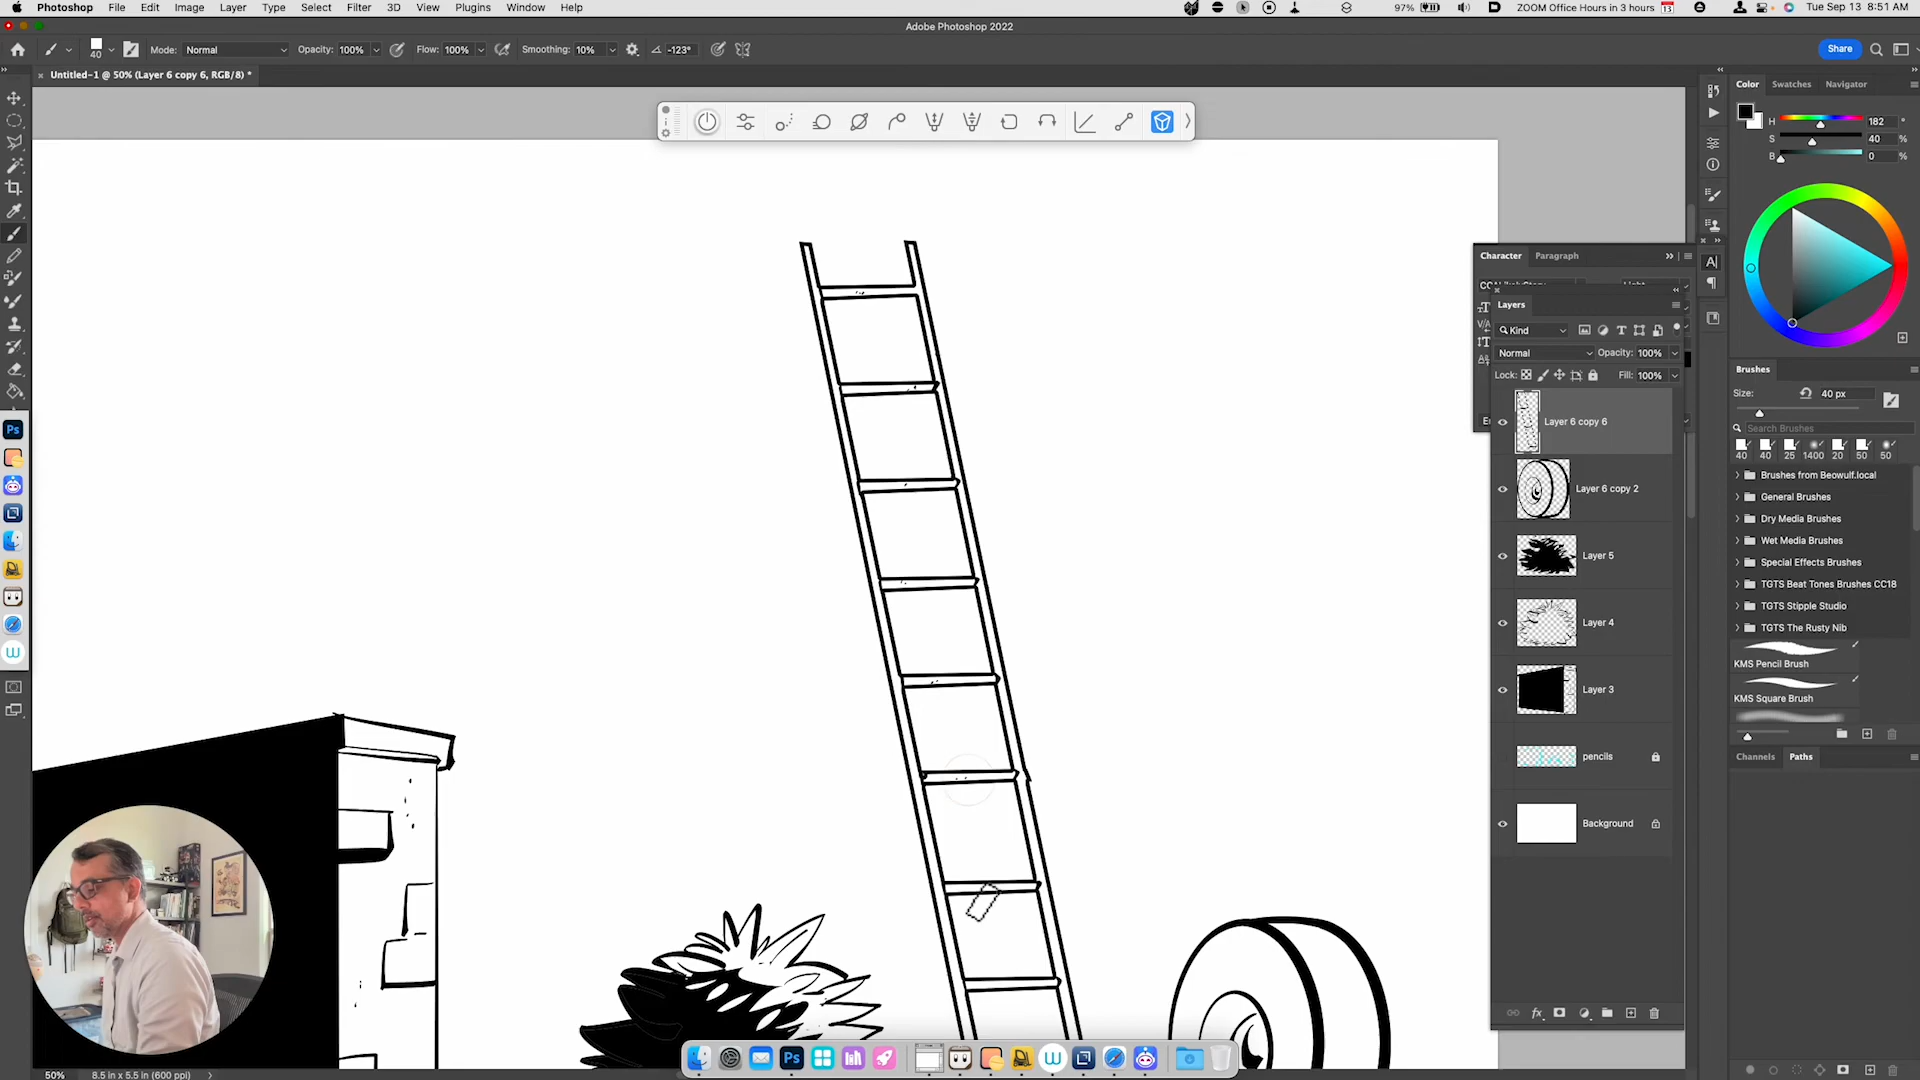 Photoshop File Edit Image Layer Type Select Filter 3D View Plugins Window Help
97% ZOOM Office Hours in 3 hours 13 Tue Sep 13 8:51 AM
Adobe Photoshop 2022
40 Mode: Normal Opacity: 100% Flow: 100% Smoothing: 10% -123° Share
Untitled-1 @ 50% (Layer 6 copy 6, RGB/8) *
Color Swatches Navigator
H 182 °
S 40 %
B 0 %
Character Paragraph
Layers
Kind
Normal Opacity: 100%
Lock: Fill: 100%
Layer 6 copy 6
Layer 6 copy 2
Layer 5
Layer 4
Layer 3
pencils
Background
Brushes
Size: 40 px
Search Brushes
40 40 25 1400 20 50 50
Brushes from Beowulf.local
General Brushes
Dry Media Brushes
Wet Media Brushes
Special Effects Brushes
TGTS Beat Tones Brushes CC18
TGTS Stipple Studio
TGTS The Rusty Nib
KMS Pencil Brush
KMS Square Brush
Channels Paths
Ps
W
Ps
W
50% 8.5 in x 5.5 in (600 ppi)